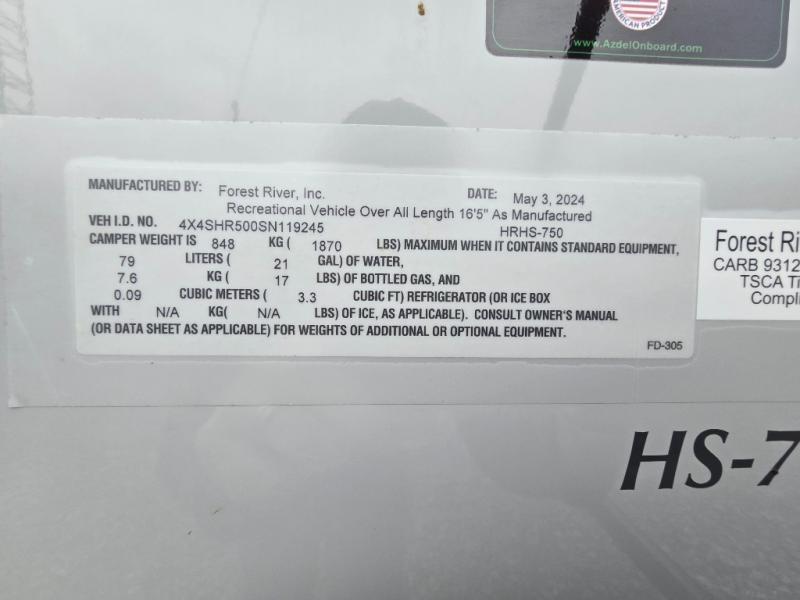 AMERICAN PRODUCT
www.AzdelOnboard.com
MANUFACTURED BY: Forest River, Inc. DATE: May 3, 2024
Recreational Vehicle Over All Length 16'5" As Manufactured
VEH I.D. NO. 4X4SHR500SN119245 HRHS-750
CAMPER WEIGHT IS 848 KG ( 1870 LBS) MAXIMUM WHEN IT CONTAINS STANDARD EQUIPMENT,
79 LITERS ( 21 GAL) OF WATER,
7.6 KG ( 17 LBS) OF BOTTLED GAS, AND
0.09 CUBIC METERS ( 3.3 CUBIC FT) REFRIGERATOR (OR ICE BOX
WITH N/A KG( N/A LBS) OF ICE, AS APPLICABLE). CONSULT OWNER'S MANUAL
(OR DATA SHEET AS APPLICABLE) FOR WEIGHTS OF ADDITIONAL OR OPTIONAL EQUIPMENT.
FD-305
Forest R
CARB 9312
TSCA Ti
Compli
HS-7